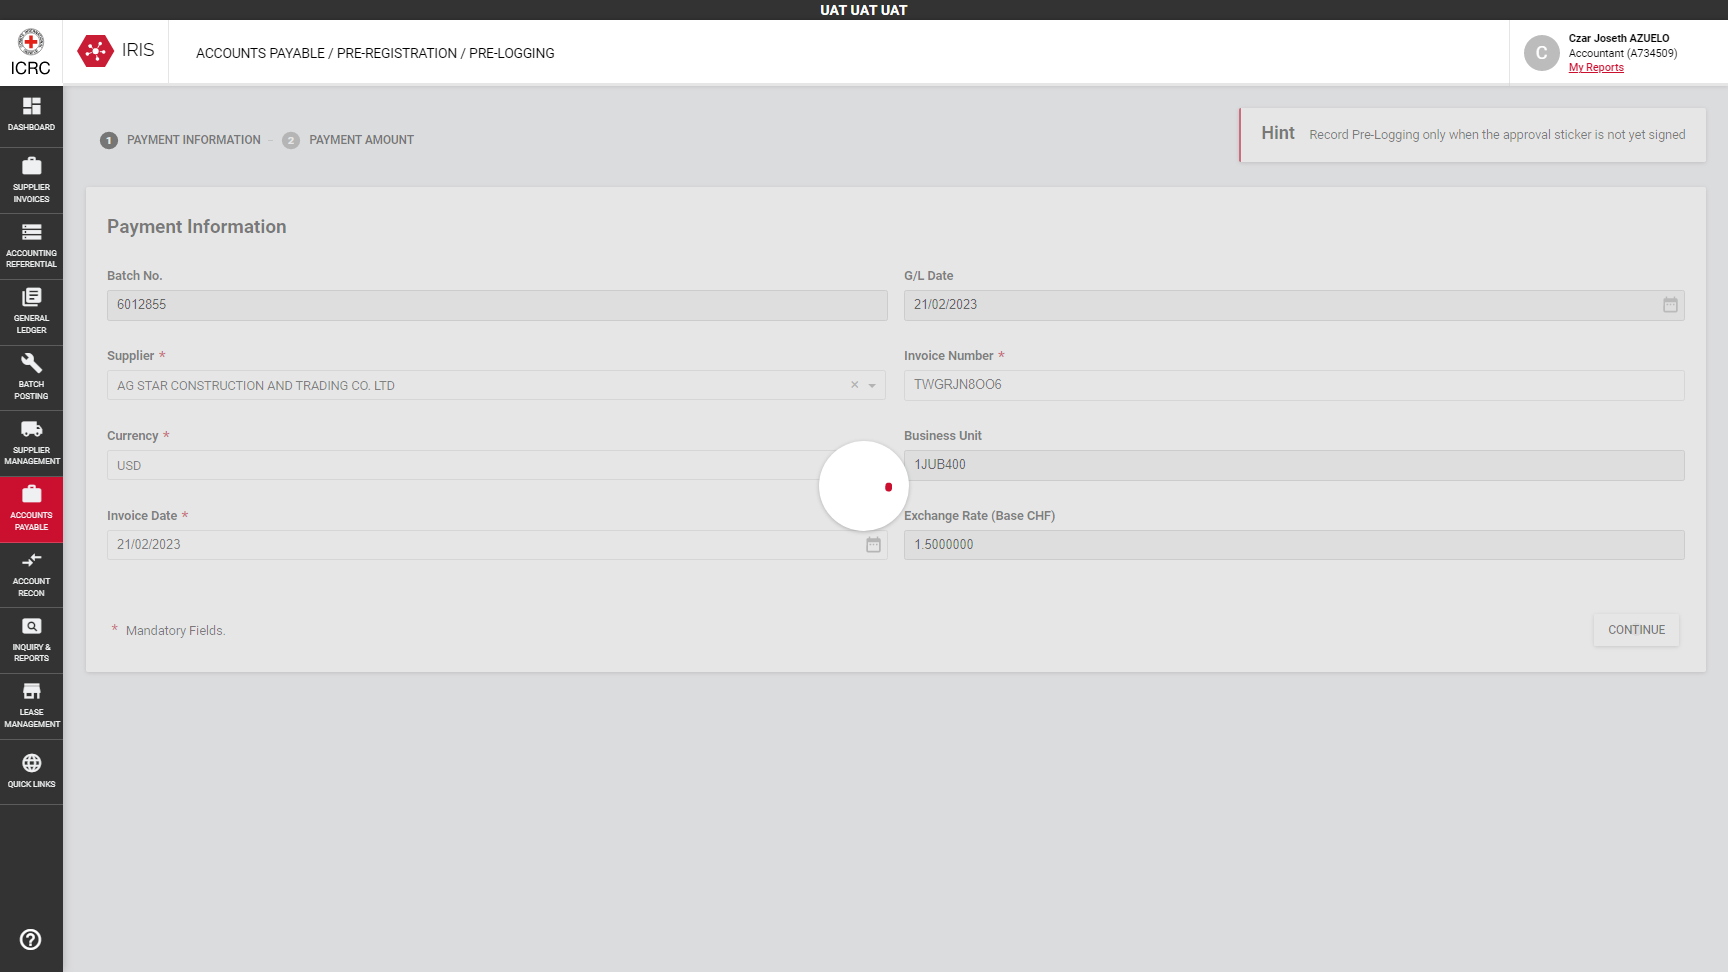 UAT UAT UAT
ICRC
IRIS
ACCOUNTS PAYABLE / PRE-REGISTRATION / PRE-LOGGING
C
Czar Joseth AZUELO
Accountant (A734509)
My Reports
DASHBOARD
SUPPLIER
INVOICES
ACCOUNTING
REFERENTIAL
GENERAL
LEDGER
BATCH
POSTING
SUPPLIER
MANAGEMENT
ACCOUNTS
PAYABLE
ACCOUNT
RECON
INQUIRY &
REPORTS
LEASE
MANAGEMENT
QUICK LINKS
1 PAYMENT INFORMATION - 2 PAYMENT AMOUNT
Hint Record Pre-Logging only when the approval sticker is not yet signed
Payment Information
Batch No.
6012855
G/L Date
21/02/2023
Supplier *
AG STAR CONSTRUCTION AND TRADING CO. LTD
Invoice Number *
TWGRJN8OO6
Currency *
USD
Business Unit
1JUB400
Invoice Date *
21/02/2023
Exchange Rate (Base CHF)
1.5000000
* Mandatory Fields.
CONTINUE